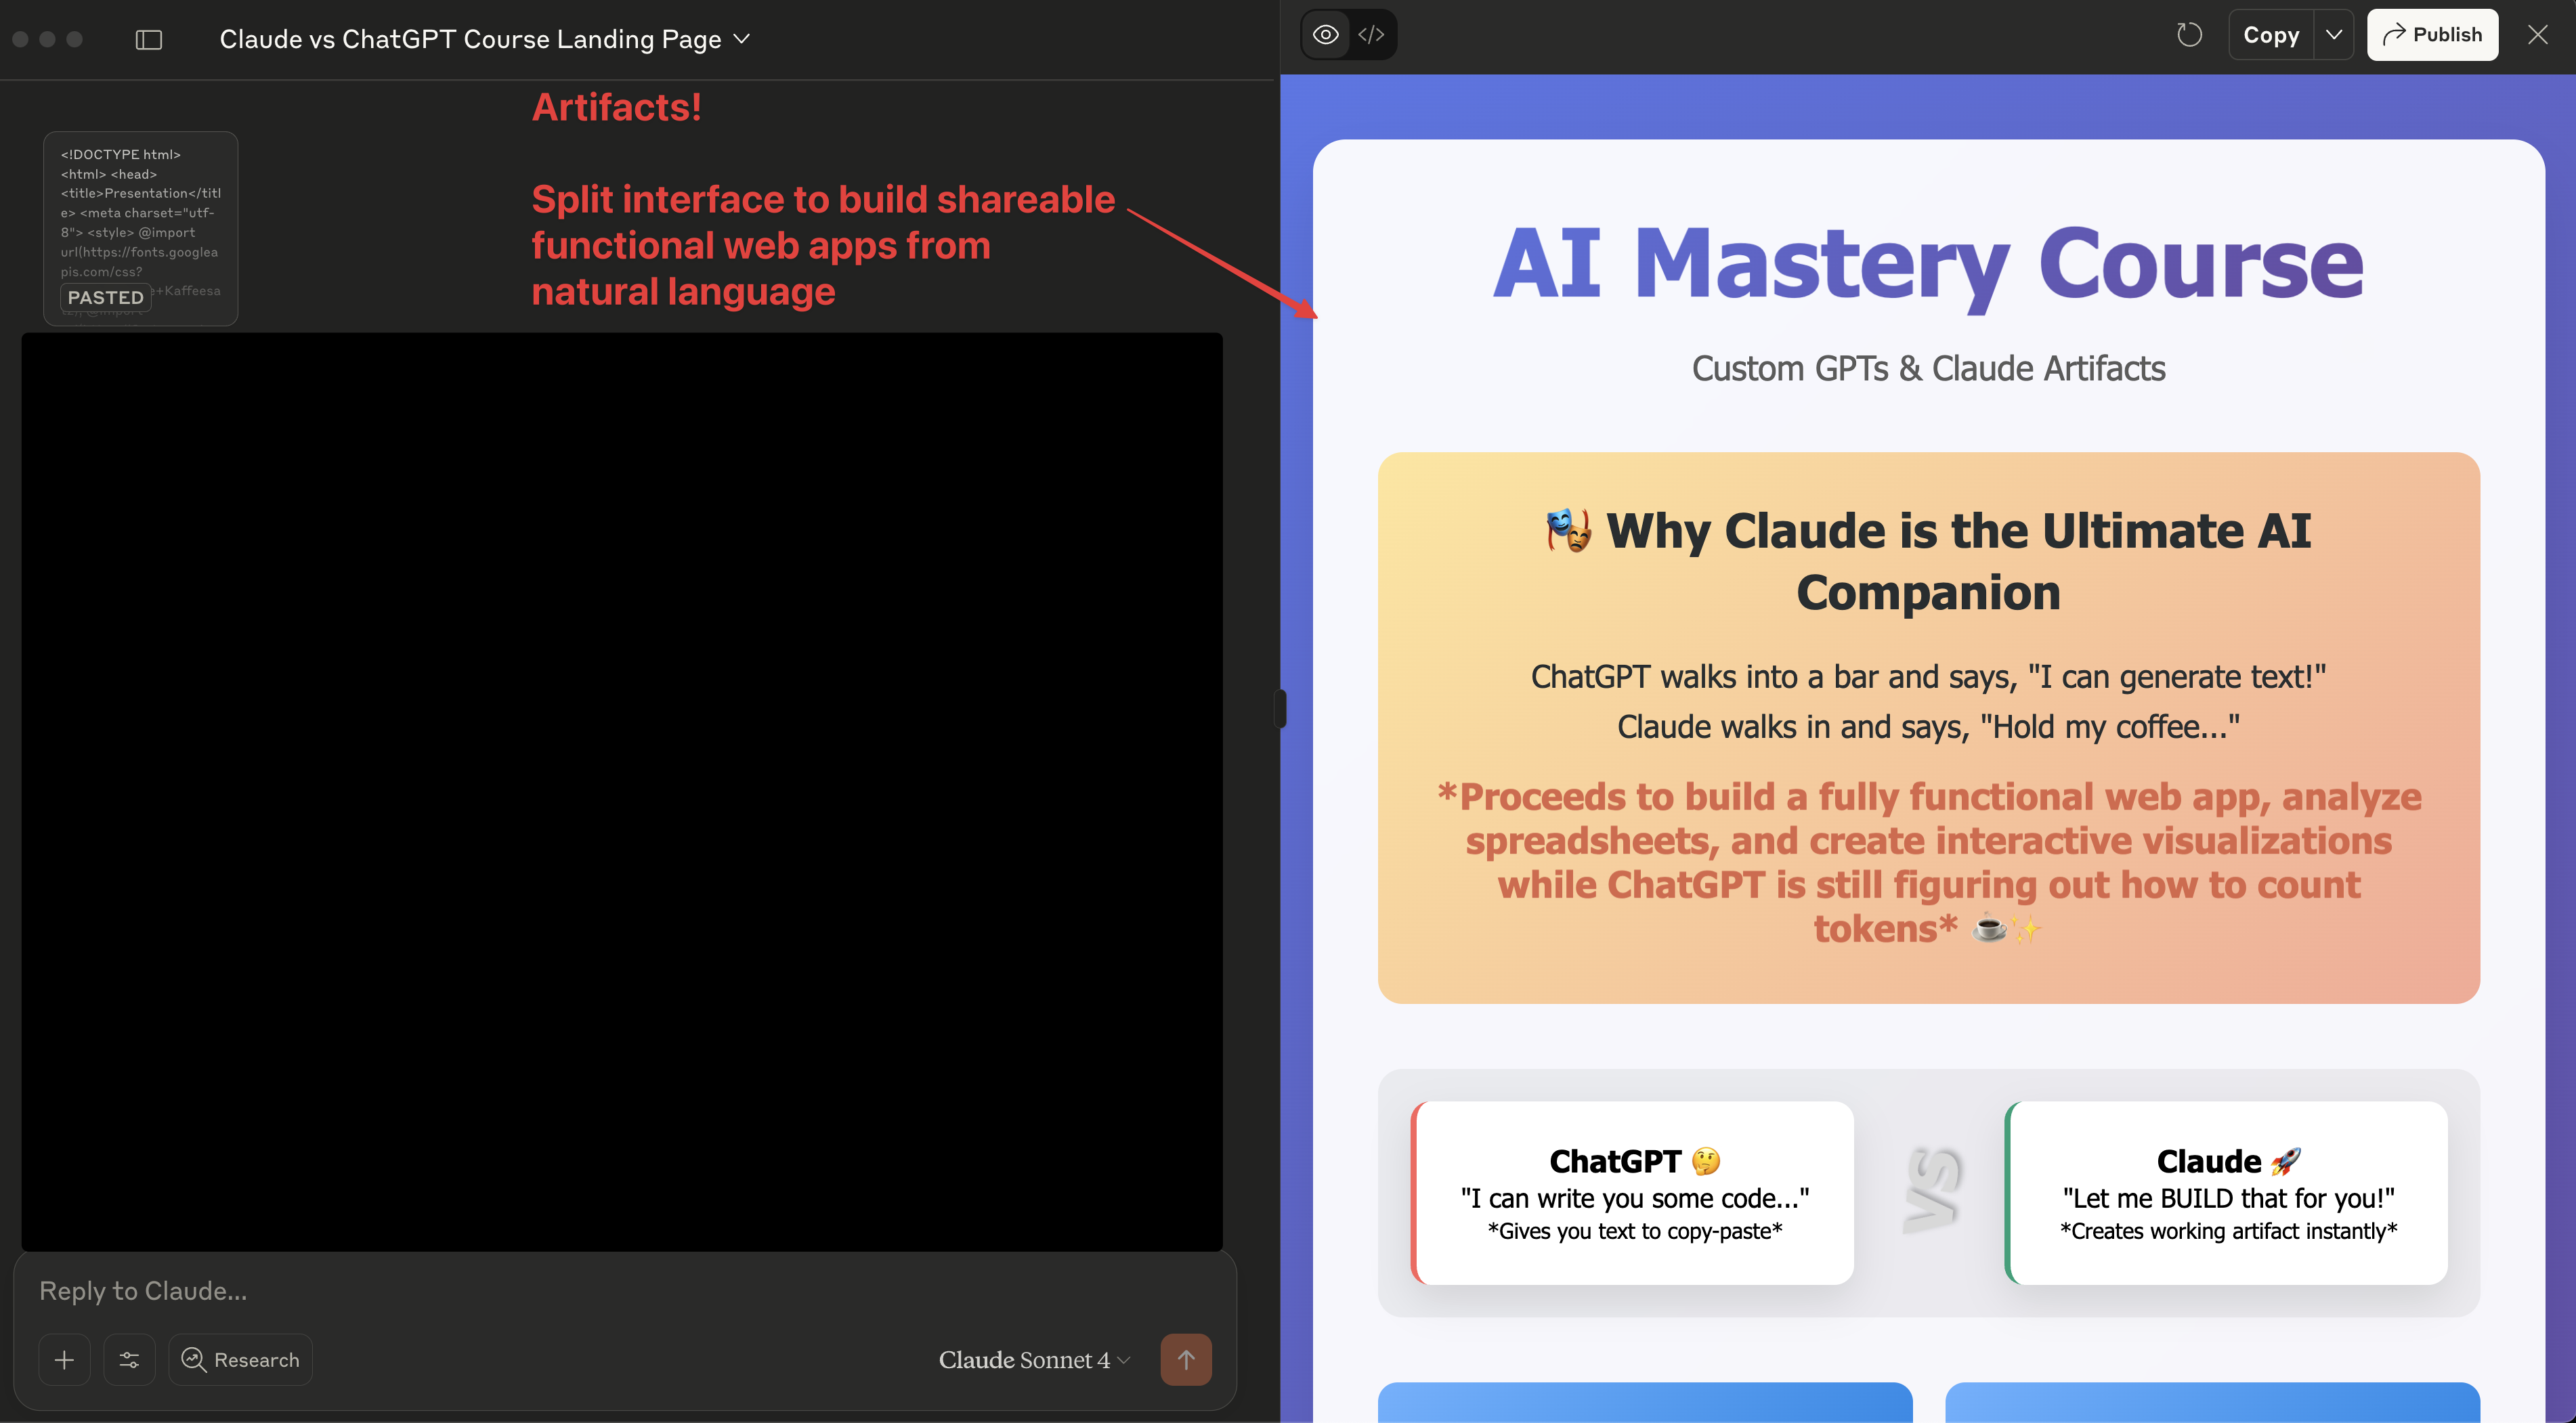 Claude vs ChatGPT Course Landing Page
Copy
Publish
Artifacts!
Split interface to build shareable
functional web apps from
natural language
<!DOCTYPE html>
<html> <head>
<title>Presentation</titl
e> <meta charset="utf-
8"> <style> @import
url(https://fonts.googlea
pis.com/css?
e+Kaffeesa
PASTED
Reply to Claude...
Research
Claude Sonnet 4
AI Mastery Course
Custom GPTs & Claude Artifacts
🎭 Why Claude is the Ultimate AI
Companion
ChatGPT walks into a bar and says, "I can generate text!"
Claude walks in and says, "Hold my coffee..."
*Proceeds to build a fully functional web app, analyze
spreadsheets, and create interactive visualizations
while ChatGPT is still figuring out how to count
tokens* ☕✨
ChatGPT 🤔
"I can write you some code..."
*Gives you text to copy-paste*
VS
Claude 🚀
"Let me BUILD that for you!"
*Creates working artifact instantly*